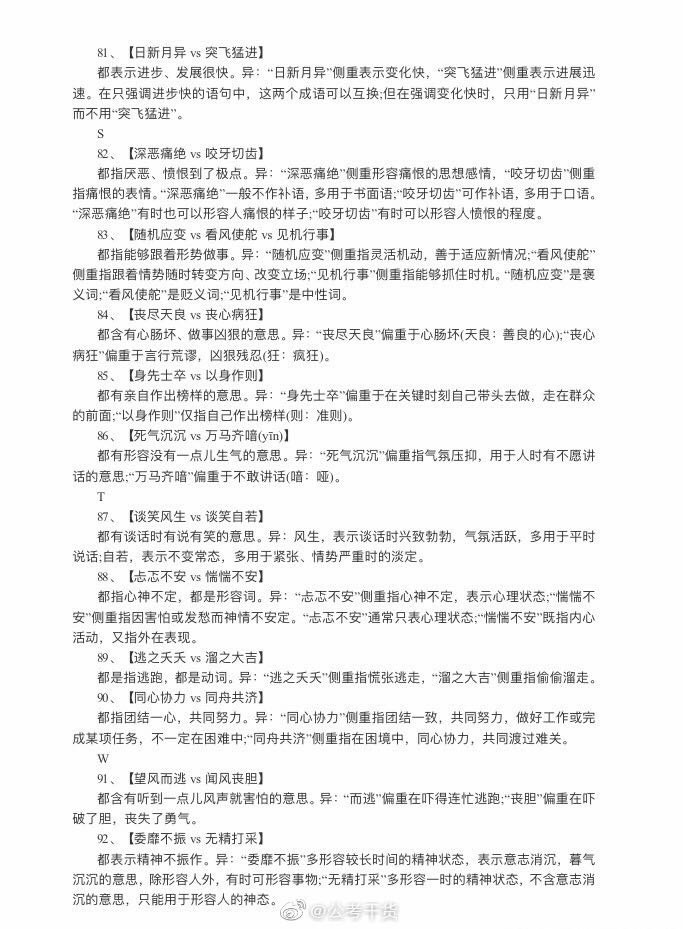 81、【日新月异 vs 突飞猛进】
都表示进步、发展很快。异：“日新月异”侧重表示变化快，“突飞猛进”侧重表示进展迅
速。在只强调进步快的语句中，这两个成语可以互换;但在强调变化快时，只用“日新月异”
而不用“突飞猛进”。
S
82、【深恶痛绝 vs 咬牙切齿】
都指厌恶、愤恨到了极点。异：“深恶痛绝”侧重形容痛恨的思想感情，“咬牙切齿”侧重
指痛恨的表情。“深恶痛绝”一般不作补语，多用于书面语;“咬牙切齿”可作补语，多用于口语。
“深恶痛绝”有时也可以形容人痛恨的样子;“咬牙切齿”有时可以形容人愤恨的程度。
83、【随机应变 vs 看风使舵 vs 见机行事】
都指能够跟着形势做事。异：“随机应变”侧重指灵活机动，善于适应新情况;“看风使舵”
侧重指跟着情势随时转变方向、改变立场;“见机行事”侧重指能够抓住时机。“随机应变”是褒
义词;“看风使舵”是贬义词;“见机行事”是中性词。
84、【丧尽天良 vs 丧心病狂】
都含有心肠坏、做事凶狠的意思。异：“丧尽天良”偏重于心肠坏(天良：善良的心);“丧心
病狂”偏重于言行荒谬，凶狠残忍(狂：疯狂)。
85、【身先士卒 vs 以身作则】
都有亲自作出榜样的意思。异：“身先士卒”偏重于在关键时刻自己带头去做，走在群众
的前面;“以身作则”仅指自己作出榜样(则：准则)。
86、【死气沉沉 vs 万马齐喑(yīn)】
都有形容没有一点儿生气的意思。异：“死气沉沉”偏重指气氛压抑，用于人时有不愿讲
话的意思;“万马齐喑”偏重于不敢讲话(喑：哑)。
T
87、【谈笑风生 vs 谈笑自若】
都有谈话时有说有笑的意思。异：风生，表示谈话时兴致勃勃，气氛活跃，多用于平时
说话;自若，表示不变常态，多用于紧张、情势严重时的淡定。
88、【忐忑不安 vs 惴惴不安】
都指心神不定，都是形容词。异：“忐忑不安”侧重指心神不定，表示心理状态;“惴惴不
安”侧重指因害怕或发愁而神情不安定。“忐忑不安”通常只表心理状态;“惴惴不安”既指内心
活动，又指外在表现。
89、【逃之夭夭 vs 溜之大吉】
都是指逃跑，都是动词。异：“逃之夭夭”侧重指慌张逃走，“溜之大吉”侧重指偷偷溜走。
90、【同心协力 vs 同舟共济】
都指团结一心，共同努力。异：“同心协力”侧重指团结一致，共同努力，做好工作或完
成某项任务，不一定在困难中;“同舟共济”侧重指在困境中，同心协力，共同渡过难关。
W
91、【望风而逃 vs 闻风丧胆】
都含有听到一点儿风声就害怕的意思。异：“而逃”偏重在吓得连忙逃跑;“丧胆”偏重在吓
破了胆，丧失了勇气。
92、【委靡不振 vs 无精打采】
都表示精神不振作。异：“委靡不振”多形容较长时间的精神状态，表示意志消沉，暮气
沉沉的意思，除形容人外，有时可形容事物;“无精打采”多形容一时的精神状态，不含意志消
沉的意思，只能用于形容人的神态。
@公考干货